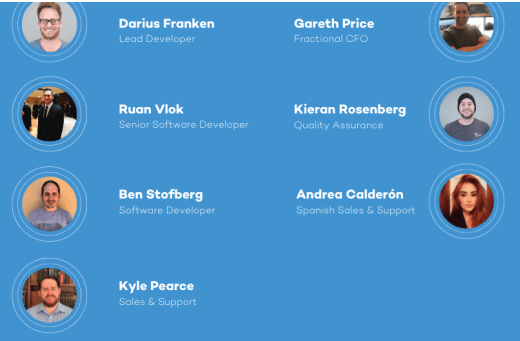 Darius Franken
Lead Developer
Gareth Price
Fractional CFO
Ruan Vlok
Senior Software Developer
Kieran Rosenberg
Quality Assurance
Ben Stofberg
Software Developer
Andrea Calderón
Spanish Sales & Support
Kyle Pearce
Sales & Support